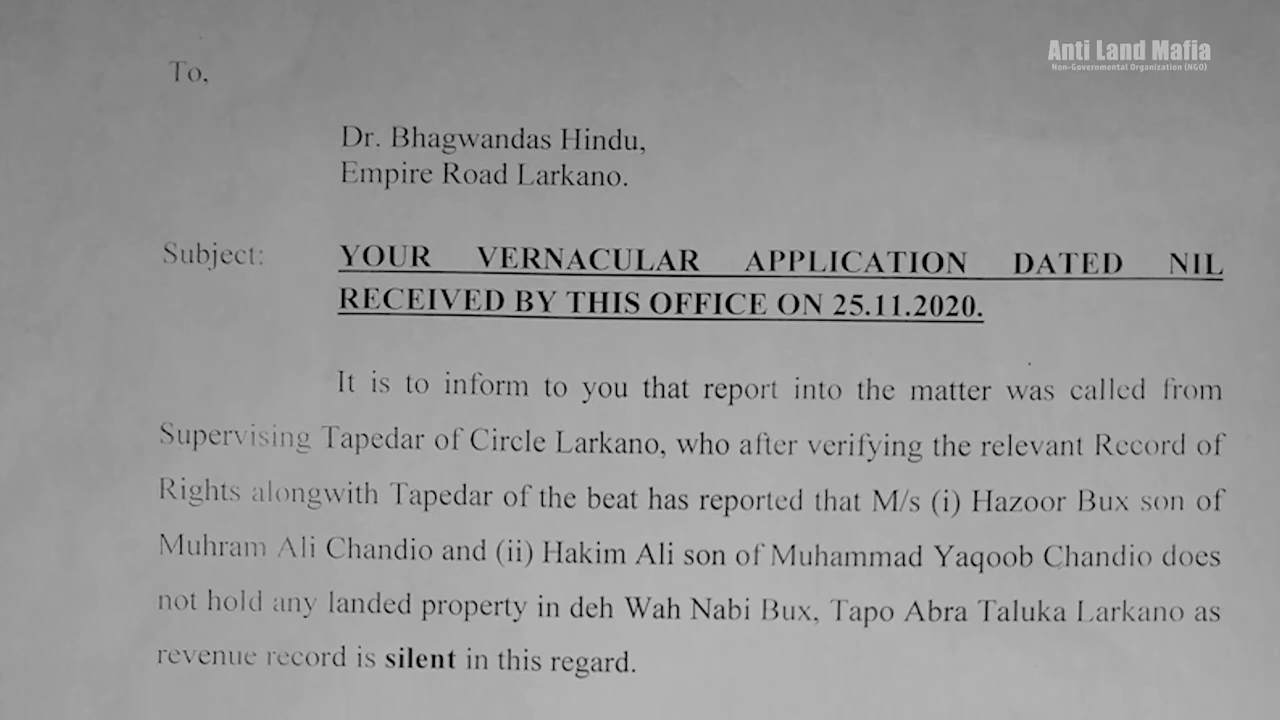 Anti Land Mafia
Non-Governmental Organization (NGO)
To,
Dr. Bhagwandas Hindu,
Empire Road Larkano.
Subject: YOUR VERNACULAR APPLICATION DATED NIL
RECEIVED BY THIS OFFICE ON 25.11.2020.
It is to inform to you that report into the matter was called from
Supervising Tapedar of Circle Larkano, who after verifying the relevant Record of
Rights alongwith Tapedar of the beat has reported that M/s (i) Hazoor Bux son of
Muhram Ali Chandio and (ii) Hakim Ali son of Muhammad Yaqoob Chandio does
not hold any landed property in deh Wah Nabi Bux, Tapo Abra Taluka Larkano as
revenue record is silent in this regard.